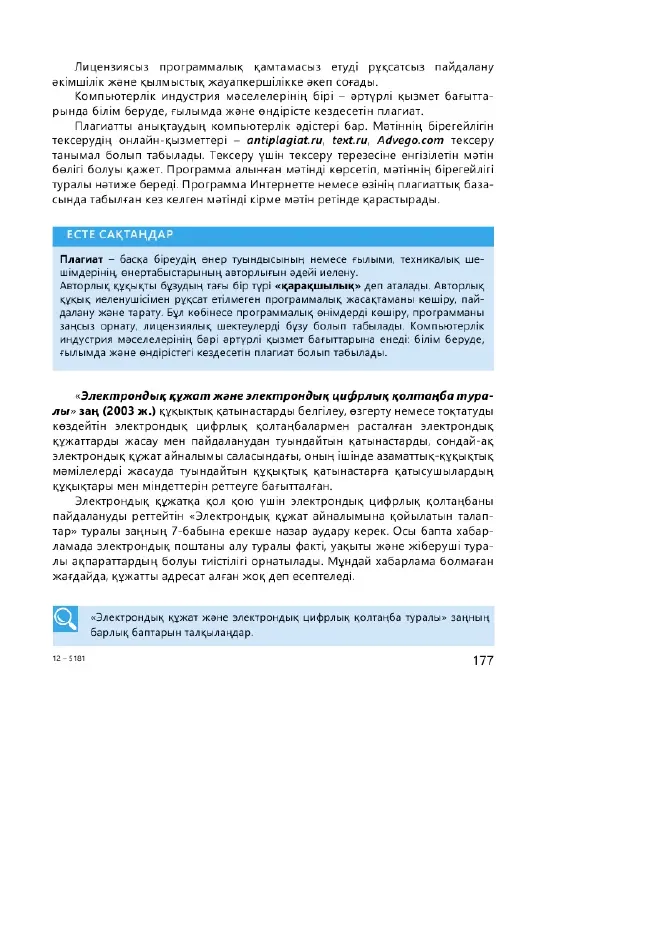 Лицензиясыз программалық қамтамасыз етуді рұқсатсыз пайдалану
әкімшілік және қылмыстық жауапкершілікке әкеп соғады.
Компьютерлік индустрия мәселелерінің бірі – әртүрлі қызмет бағытта-
рында білім беруде, ғылымда және өндірісте кездесетін плагиат.
Плагиатты анықтаудың компьютерлік әдістері бар. Мәтіннің бірегейлігін
тексерудің онлайн-қызметтері – antiplagiat.ru, text.ru, Advego.com тексеру
танымал болып табылады. Тексеру үшін тексеру терезесіне енгізілетін мәтін
бөлігі болуы қажет. Программа алынған мәтінді көрсетіп, мәтіннің бірегейлігі
туралы нәтиже береді. Программа Интернетте немесе өзінің плагиаттық база-
сында табылған кез келген мәтінді кірме мәтін ретінде қарастырады.
ЕСТЕ САҚТАҢДАР
Плагиат – басқа біреудің өнер туындысының немесе ғылыми, техникалық ше-
шімдерінің, өнертабыстарының авторлығын әдейі иелену.
Авторлық құқықты бұзудың тағы бір түрі «қарақшылық» деп аталады. Авторлық
құқық иеленушісімен рұқсат етілмеген программалық жасақтаманы көшіру, пай-
далану және тарату. Бұл көбінесе программалық өнімдерді көшіру, программаны
заңсыз орнату, лицензиялық шектеулерді бұзу болып табылады. Компьютерлік
индустрия мәселелерінің бәрі әртүрлі қызмет бағыттарына енеді: білім беруде,
ғылымда және өндірістегі кездесетін плагиат болып табылады.
«Электрондық құжат және электрондық цифрлық қолтаңба тура-
лы» заң (2003 ж.) құқықтық қатынастарды белгілеу, өзгерту немесе тоқтатуды
көздейтін электрондық цифрлық қолтаңбалармен расталған электрондық
құжаттарды жасау мен пайдаланудан туындайтын қатынастарды, сондай-ақ
электрондық құжат айналымы саласындағы, оның ішінде азаматтық-құқықтық
мәмілелерді жасауда туындайтын құқықтық қатынастарға қатысушылардың
құқықтары мен міндеттерін реттеуге бағытталған.
Электрондық құжатқа қол қою үшін электрондық цифрлық қолтаңбаны
пайдалануды реттейтін «Электрондық құжат айналымына қойылатын талап-
тар» туралы заңның 7-бабына ерекше назар аудару керек. Осы бапта хабар-
ламада электрондық поштаны алу туралы факті, уақыты және жіберуші тура-
лы ақпараттардың болуы тиістілігі орнатылады. Мұндай хабарлама болмаған
жағдайда, құжатты адресат алған жоқ деп есептеледі.
«Электрондық құжат және электрондық цифрлық қолтаңба туралы» заңның
барлық баптарын талқылаңдар.
12 – 5181
177